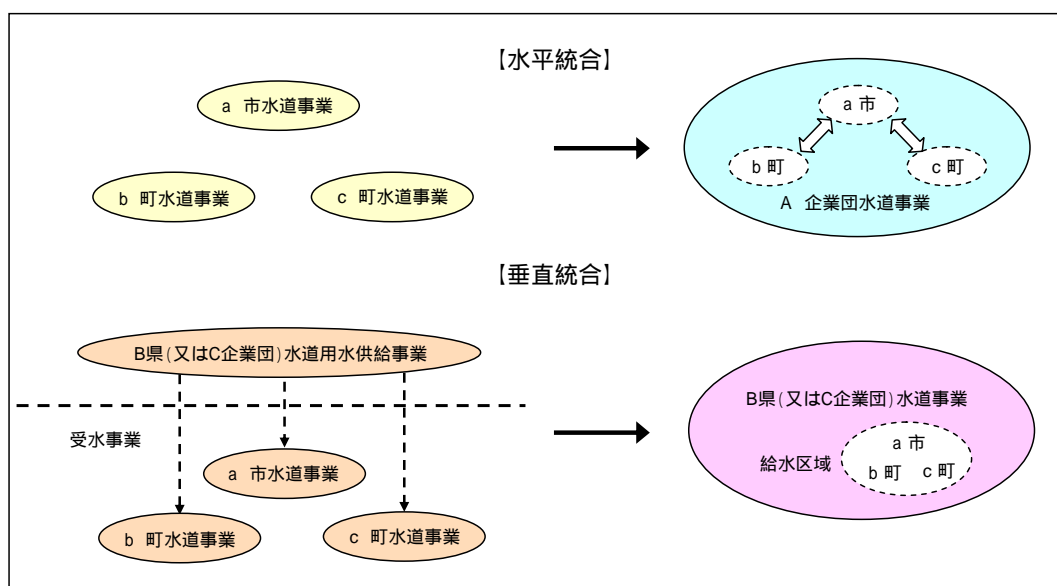 【水平統合】
a 市水道事業
b 町水道事業
c 町水道事業
a 市
b 町
c 町
A 企業団水道事業
【垂直統合】
B県(又はC企業団)水道用水供給事業
受水事業
a 市水道事業
b 町水道事業
c 町水道事業
B県(又はC企業団)水道事業
給水区域
a 市
b 町 c 町